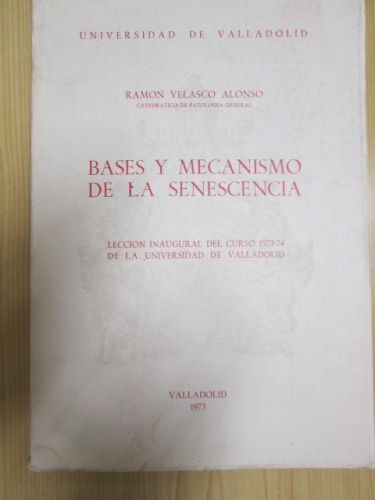 UNIVERSIDAD DE VALLADOLID
RAMON VELASCO ALONSO
CATEDRATICO DE PATOLOGIA GENERAL
BASES Y MECANISMO
DE LA SENESCENCIA
LECCION INAUGURAL DEL CURSO 1973-74
DE LA UNIVERSIDAD DE VALLADOLID
VALLADOLID
1973